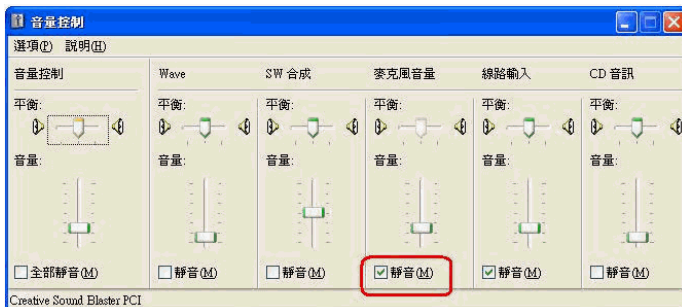 音量控制
選項(P) 說明(H)
音量控制 Wave SW 合成 麥克風音量 線路輸入 CD 音訊
平衡: 平衡: 平衡: 平衡: 平衡: 平衡:
音量: 音量: 音量: 音量: 音量: 音量:
全部靜音(M) 靜音(M) 靜音(M) 靜音(M) 靜音(M) 靜音(M)
Creative Sound Blaster PCI